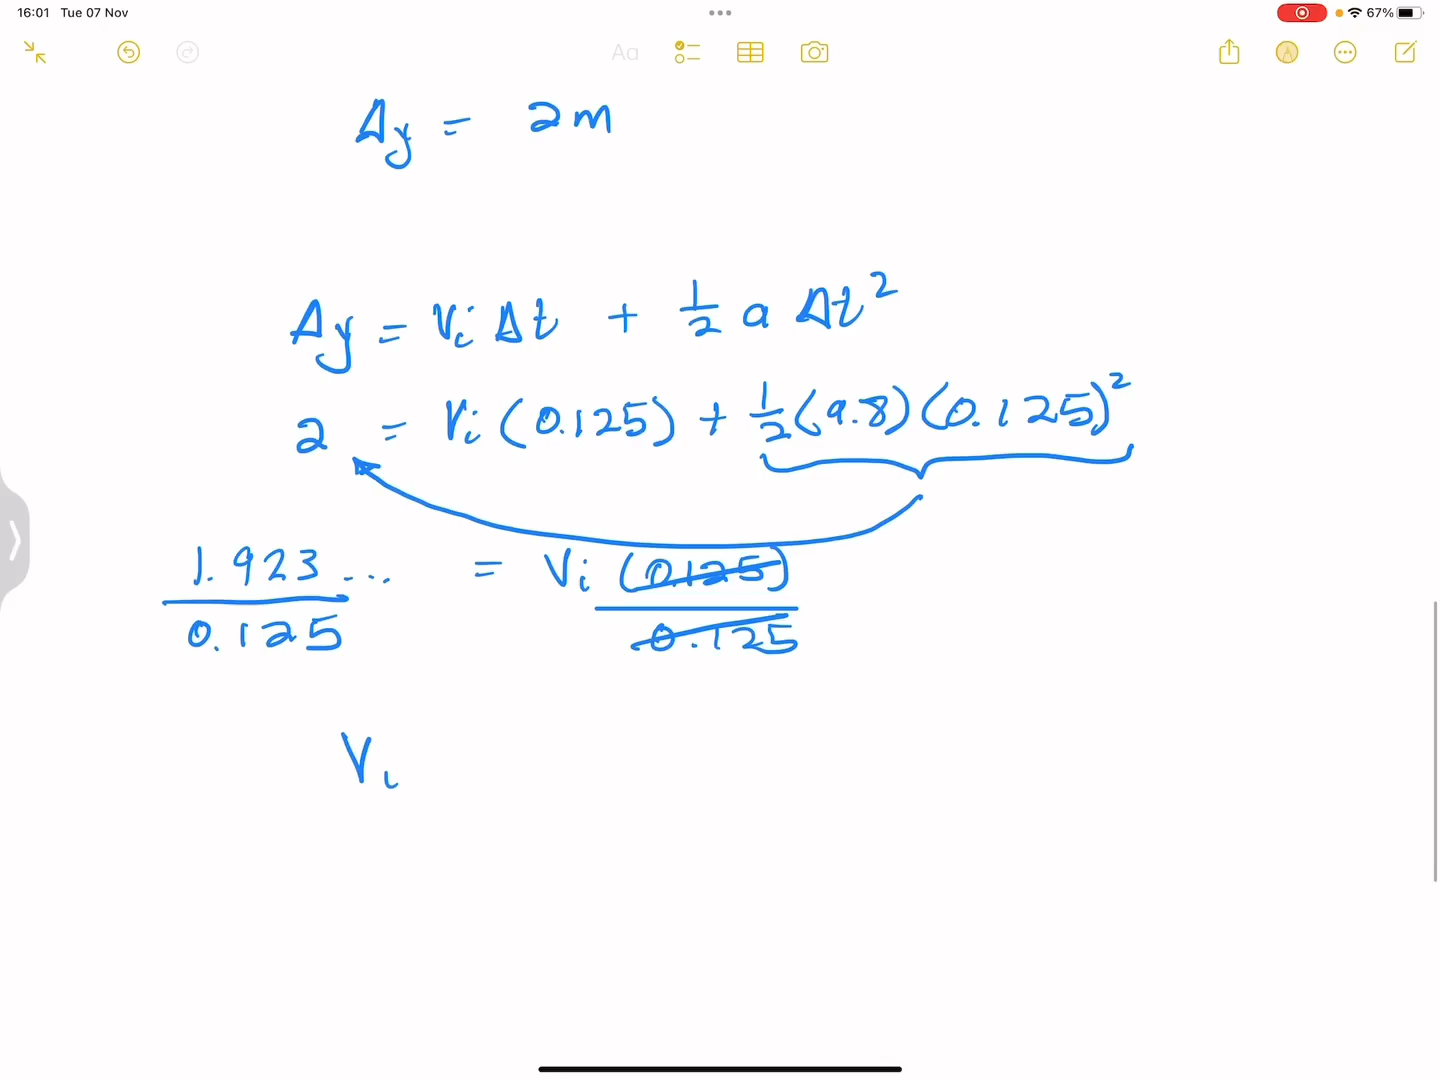 16:01 Tue 07 Nov 67%
Aa
Δy = 2m
Δy = Vi Δt + 1/2 a Δt²
2 = Vi (0.125) + 1/2 (9.8) (0.125)²
1.923... / 0.125 = Vi (0.125) / 0.125
Vi